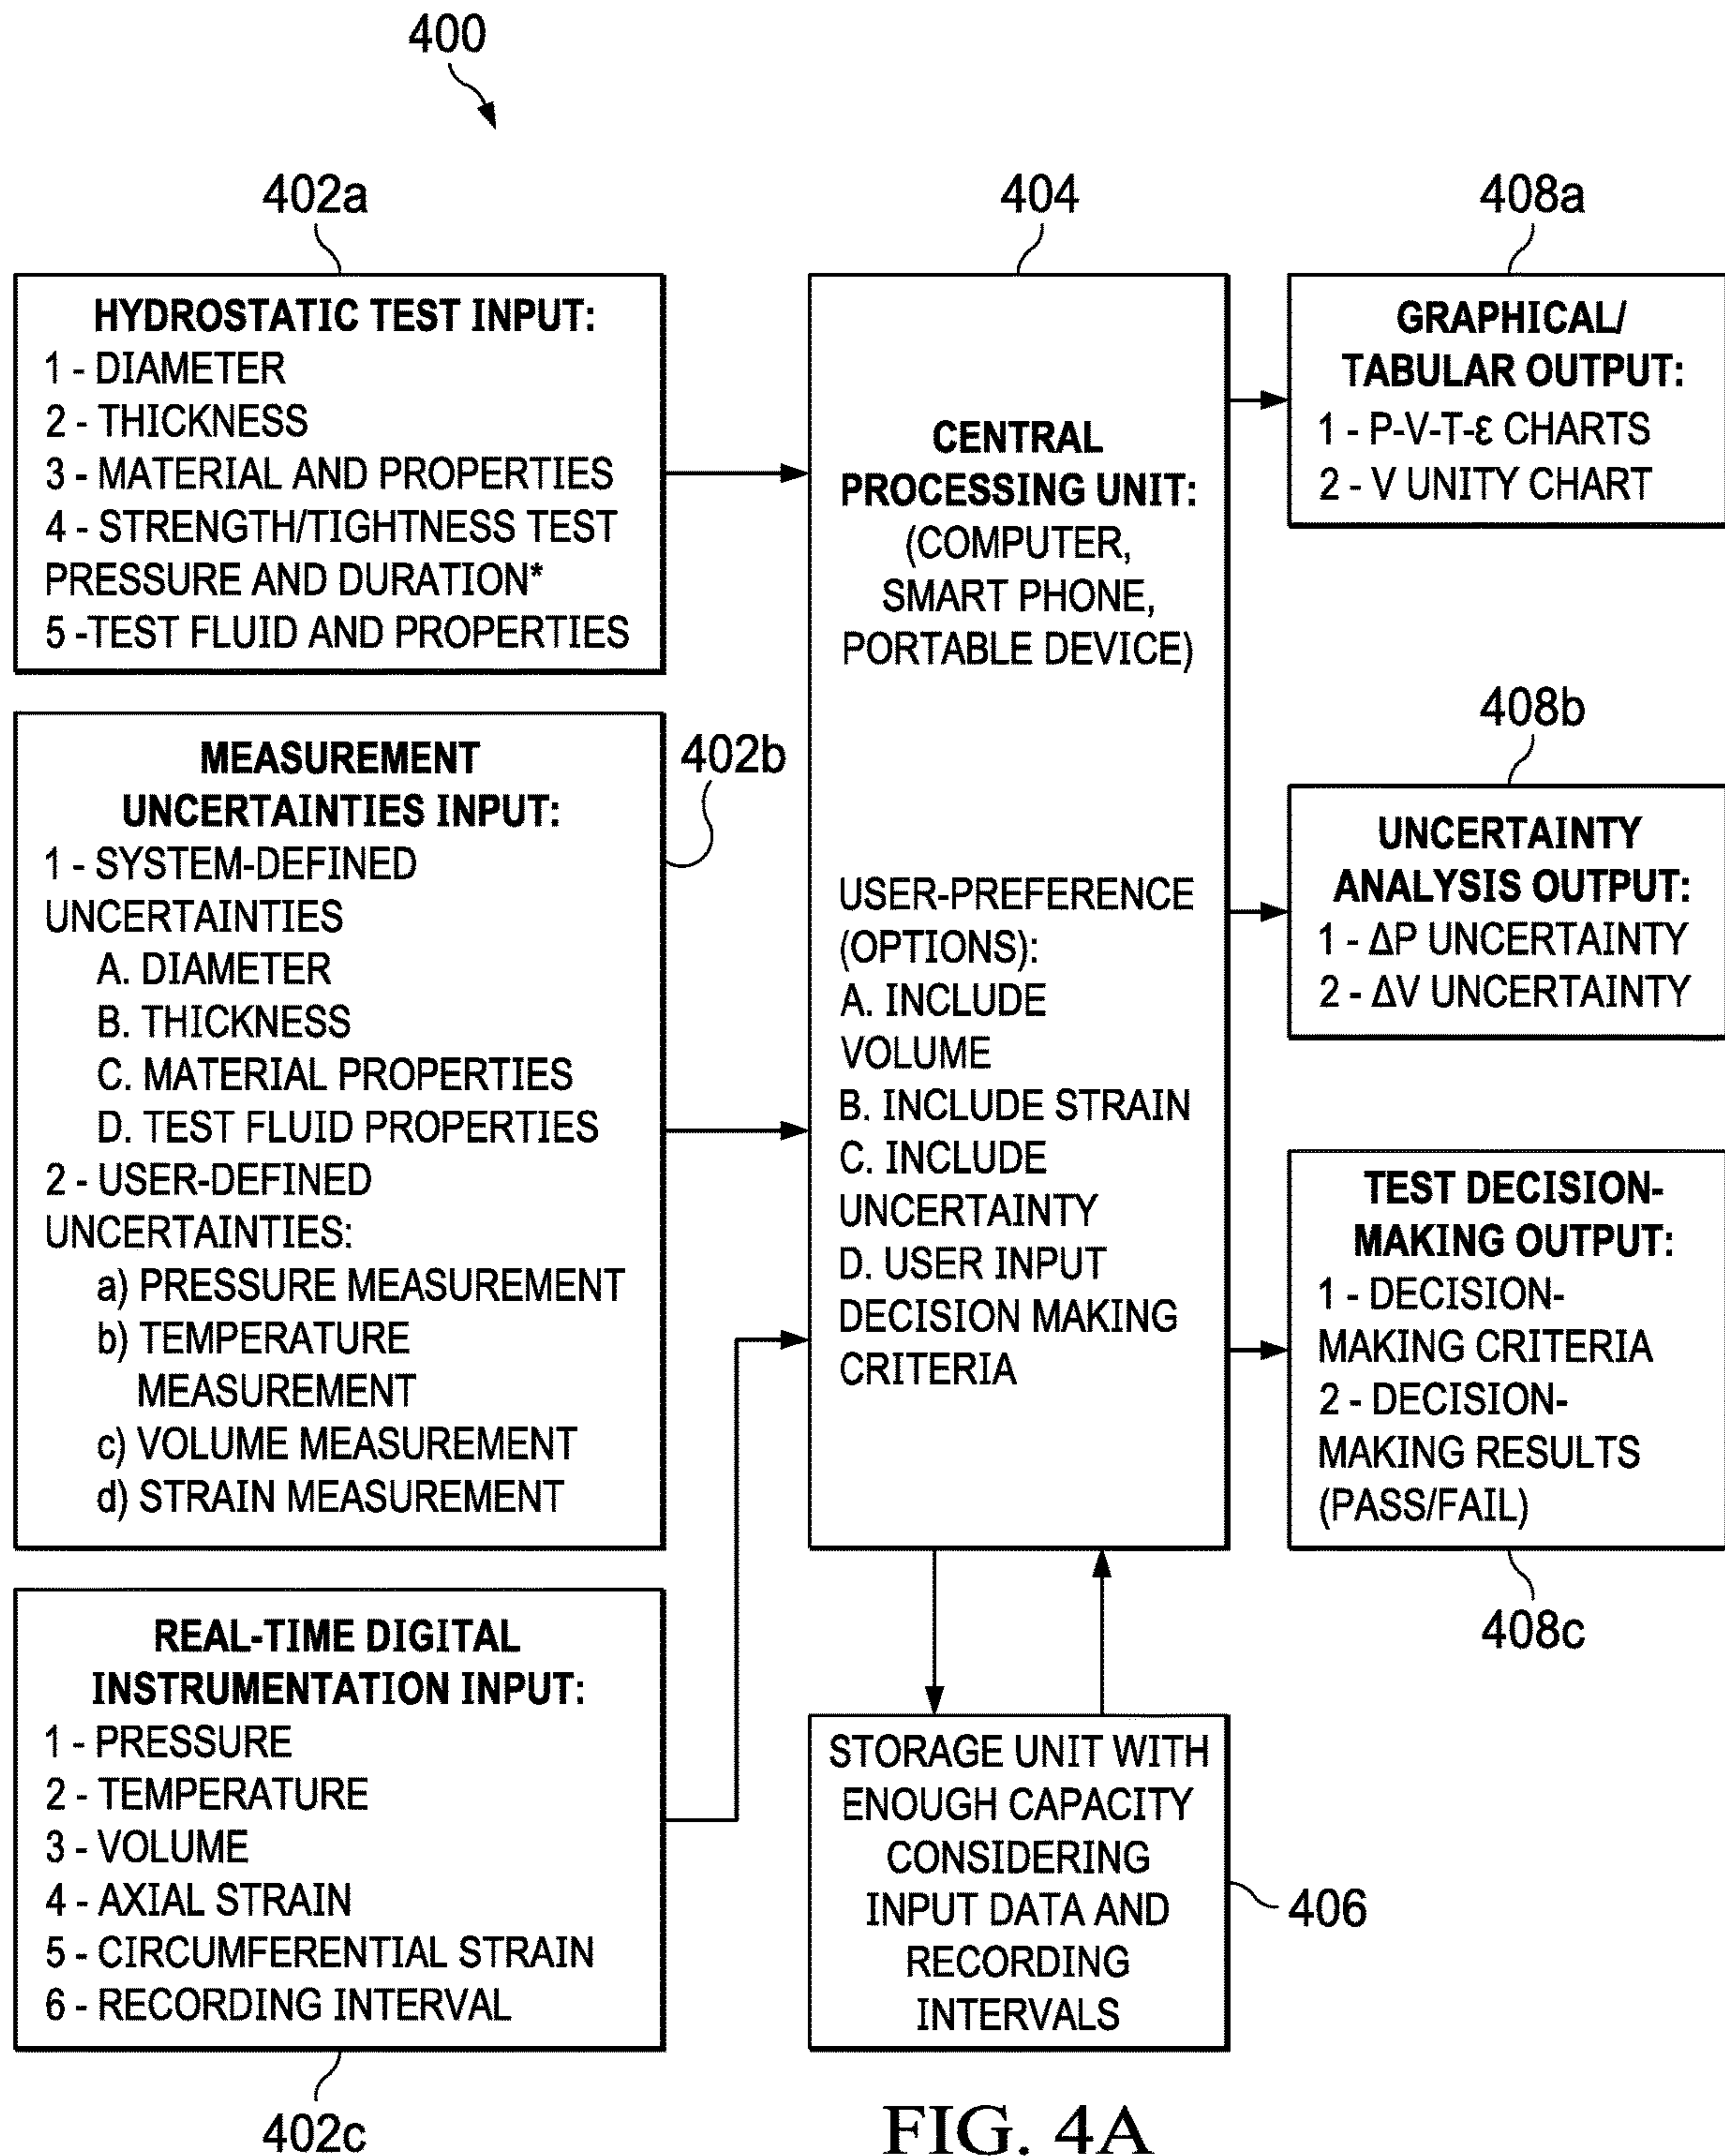 400
402a
HYDROSTATIC TEST INPUT:
1 - DIAMETER
2 - THICKNESS
3 - MATERIAL AND PROPERTIES
4 - STRENGTH/TIGHTNESS TEST
PRESSURE AND DURATION*
5 -TEST FLUID AND PROPERTIES
402b
MEASUREMENT
UNCERTAINTIES INPUT:
1 - SYSTEM-DEFINED
UNCERTAINTIES
A. DIAMETER
B. THICKNESS
C. MATERIAL PROPERTIES
D. TEST FLUID PROPERTIES
2 - USER-DEFINED
UNCERTAINTIES:
a) PRESSURE MEASUREMENT
b) TEMPERATURE
MEASUREMENT
c) VOLUME MEASUREMENT
d) STRAIN MEASUREMENT
REAL-TIME DIGITAL
INSTRUMENTATION INPUT:
1 - PRESSURE
2 - TEMPERATURE
3 - VOLUME
4 - AXIAL STRAIN
5 - CIRCUMFERENTIAL STRAIN
6 - RECORDING INTERVAL
402c
404
CENTRAL
PROCESSING UNIT:
(COMPUTER,
SMART PHONE,
PORTABLE DEVICE)
USER-PREFERENCE
(OPTIONS):
A. INCLUDE
VOLUME
B. INCLUDE STRAIN
C. INCLUDE
UNCERTAINTY
D. USER INPUT
DECISION MAKING
CRITERIA
STORAGE UNIT WITH
ENOUGH CAPACITY
CONSIDERING
INPUT DATA AND
RECORDING
INTERVALS
406
408a
GRAPHICAL/
TABULAR OUTPUT:
1 - P-V-T-ε CHARTS
2 - V UNITY CHART
408b
UNCERTAINTY
ANALYSIS OUTPUT:
1 - ΔP UNCERTAINTY
2 - ΔV UNCERTAINTY
TEST DECISION-
MAKING OUTPUT:
1 - DECISION-
MAKING CRITERIA
2 - DECISION-
MAKING RESULTS
(PASS/FAIL)
408c
FIG. 4A